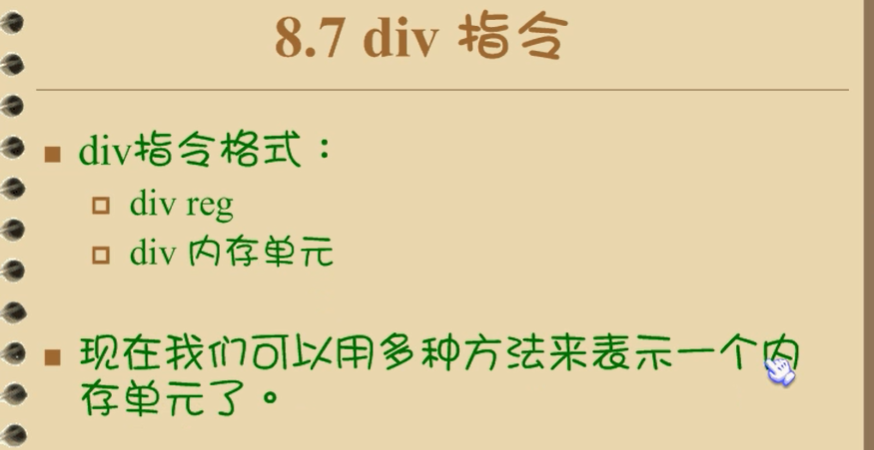 8.7 div 指令
div指令格式：
div reg
div 内存单元
现在我们可以用多种方法来表示一个内
存单元了。